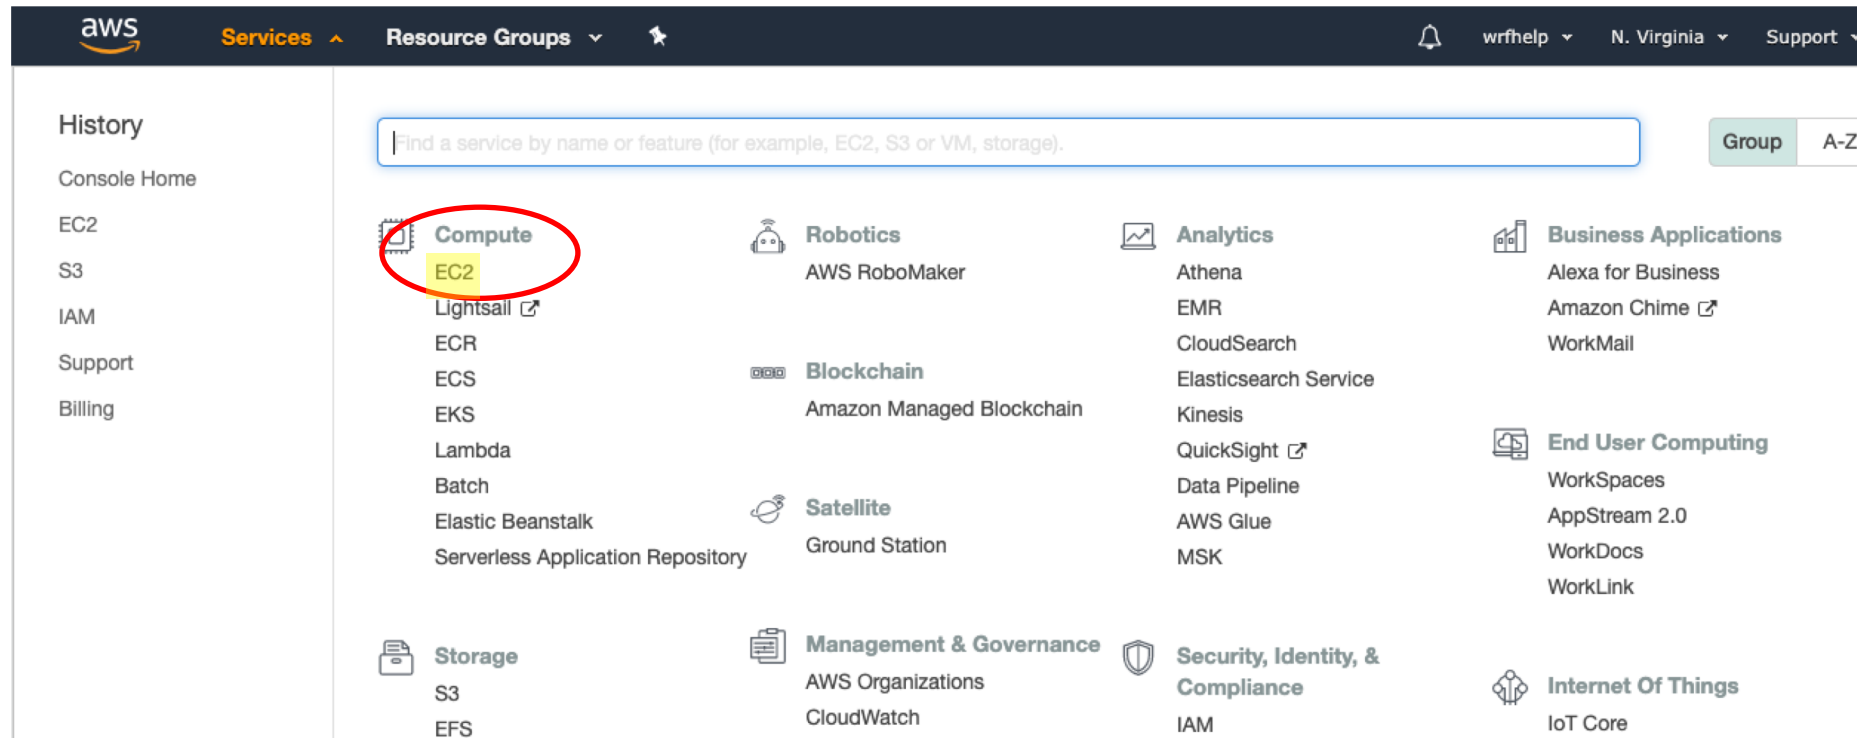 aws Services Resource Groups wrfhelp N. Virginia Support
History
Console Home
EC2
S3
IAM
Support
Billing
Find a service by name or feature (for example, EC2, S3 or VM, storage).
Group A-Z
Compute
EC2
Lightsail
ECR
ECS
EKS
Lambda
Batch
Elastic Beanstalk
Serverless Application Repository
Storage
S3
EFS
Robotics
AWS RoboMaker
Blockchain
Amazon Managed Blockchain
Satellite
Ground Station
Management & Governance
AWS Organizations
CloudWatch
Analytics
Athena
EMR
CloudSearch
Elasticsearch Service
Kinesis
QuickSight
Data Pipeline
AWS Glue
MSK
Security, Identity, &
Compliance
IAM
Business Applications
Alexa for Business
Amazon Chime
WorkMail
End User Computing
WorkSpaces
AppStream 2.0
WorkDocs
WorkLink
Internet Of Things
IoT Core